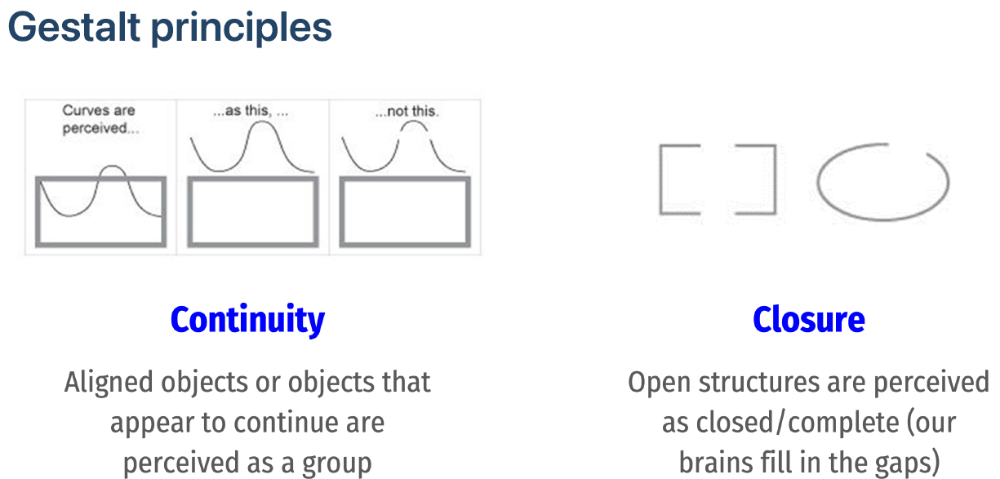 Gestalt principles
Curves are
perceived...
...as this, ...
...not this.
Continuity
Aligned objects or objects that
appear to continue are
perceived as a group
Closure
Open structures are perceived
as closed/complete (our
brains fill in the gaps)